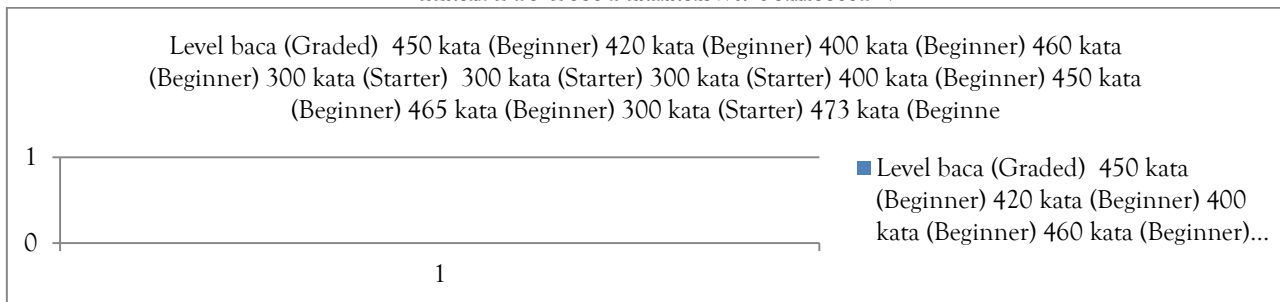 Level baca (Graded)  450 kata (Beginner) 420 kata (Beginner) 400 kata (Beginner) 460 kata
(Beginner) 300 kata (Starter)  300 kata (Starter) 300 kata (Starter) 400 kata (Beginner) 450 kata
(Beginner) 465 kata (Beginner) 300 kata (Starter) 473 kata (Beginne
1
0
1
Level baca (Graded)  450 kata
(Beginner) 420 kata (Beginner) 400
kata (Beginner) 460 kata (Beginner)...